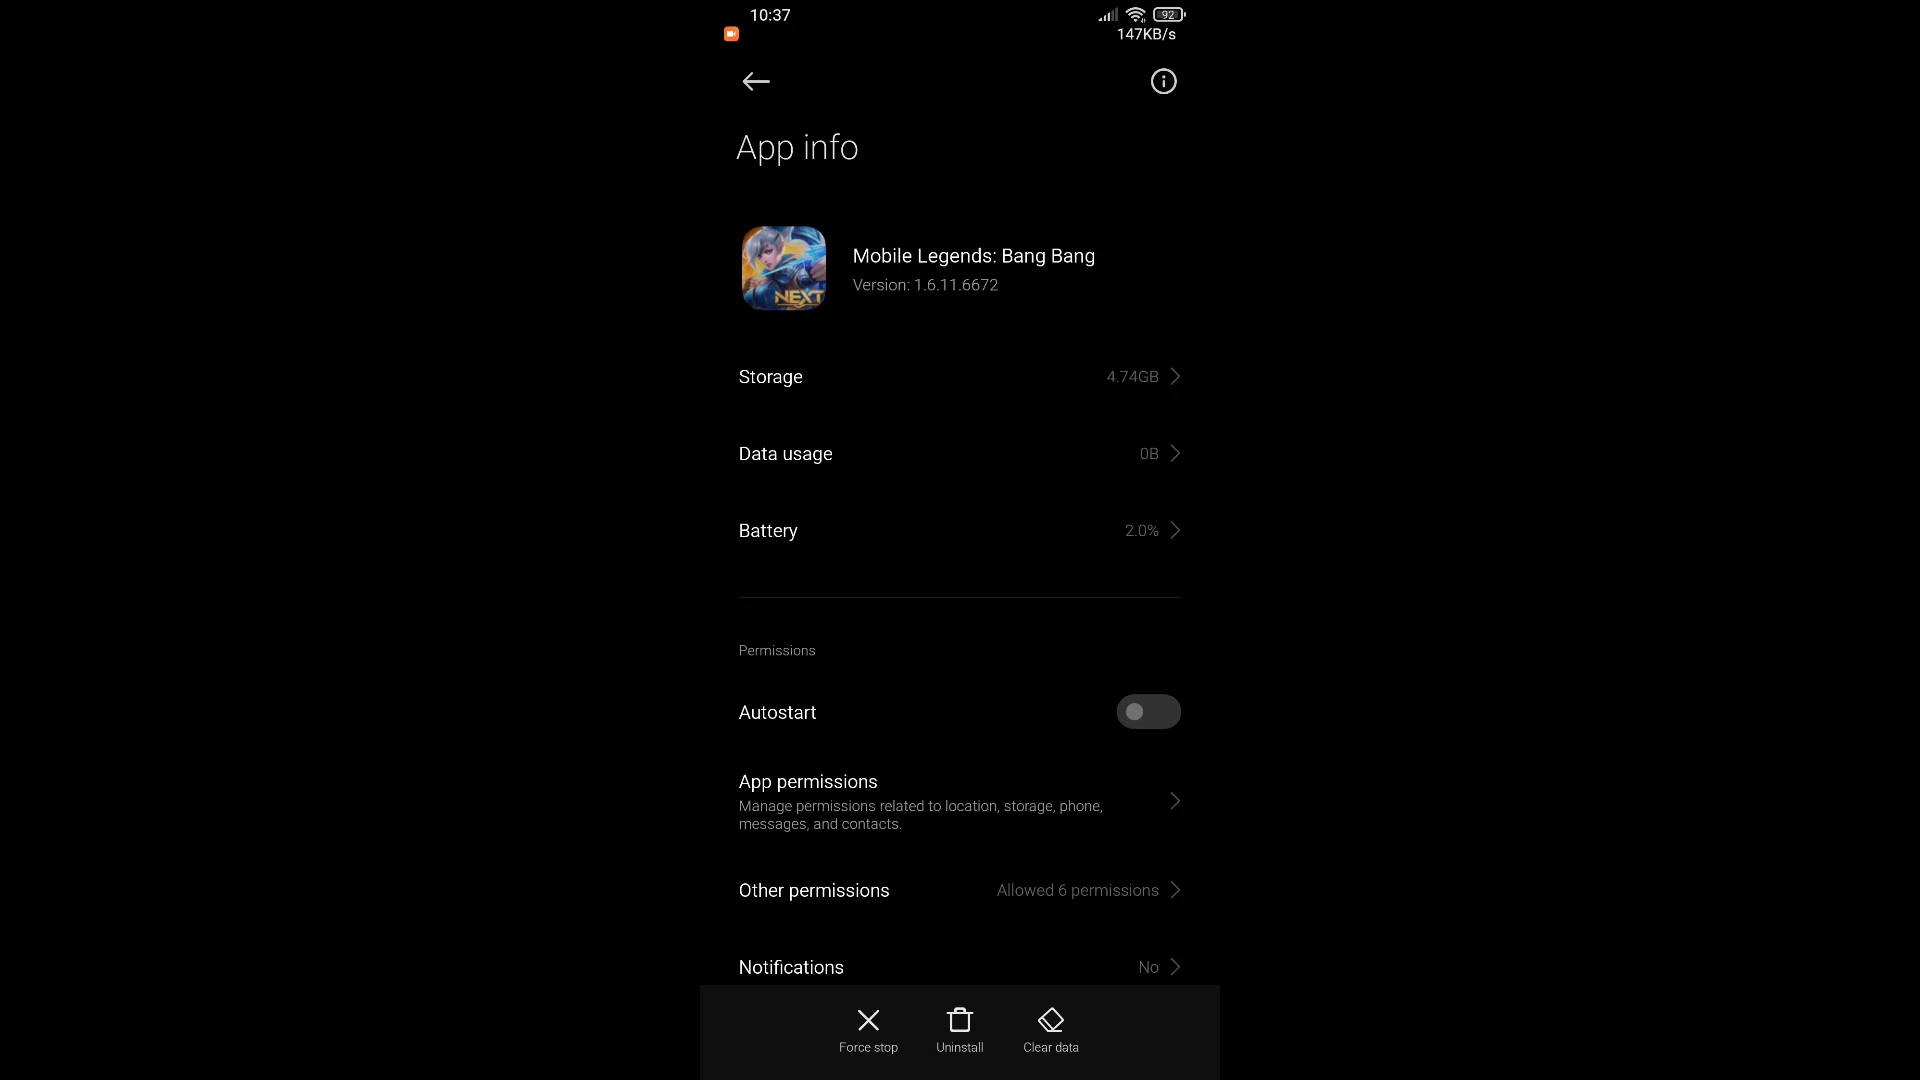 10:37
92
147KB/s
App info
NEXT
Mobile Legends: Bang Bang
Version: 1.6.11.6672
Storage 4.74GB
Data usage 0B
Battery 2.0%
Permissions
Autostart
App permissions
Manage permissions related to location, storage, phone,
messages, and contacts.
Other permissions Allowed 6 permissions
Notifications No
Force stop Uninstall Clear data